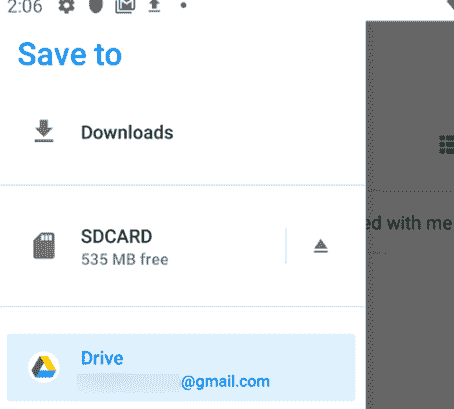 2:06
Save to
Downloads
SDCARD
535 MB free
ed with me
Drive
@gmail.com